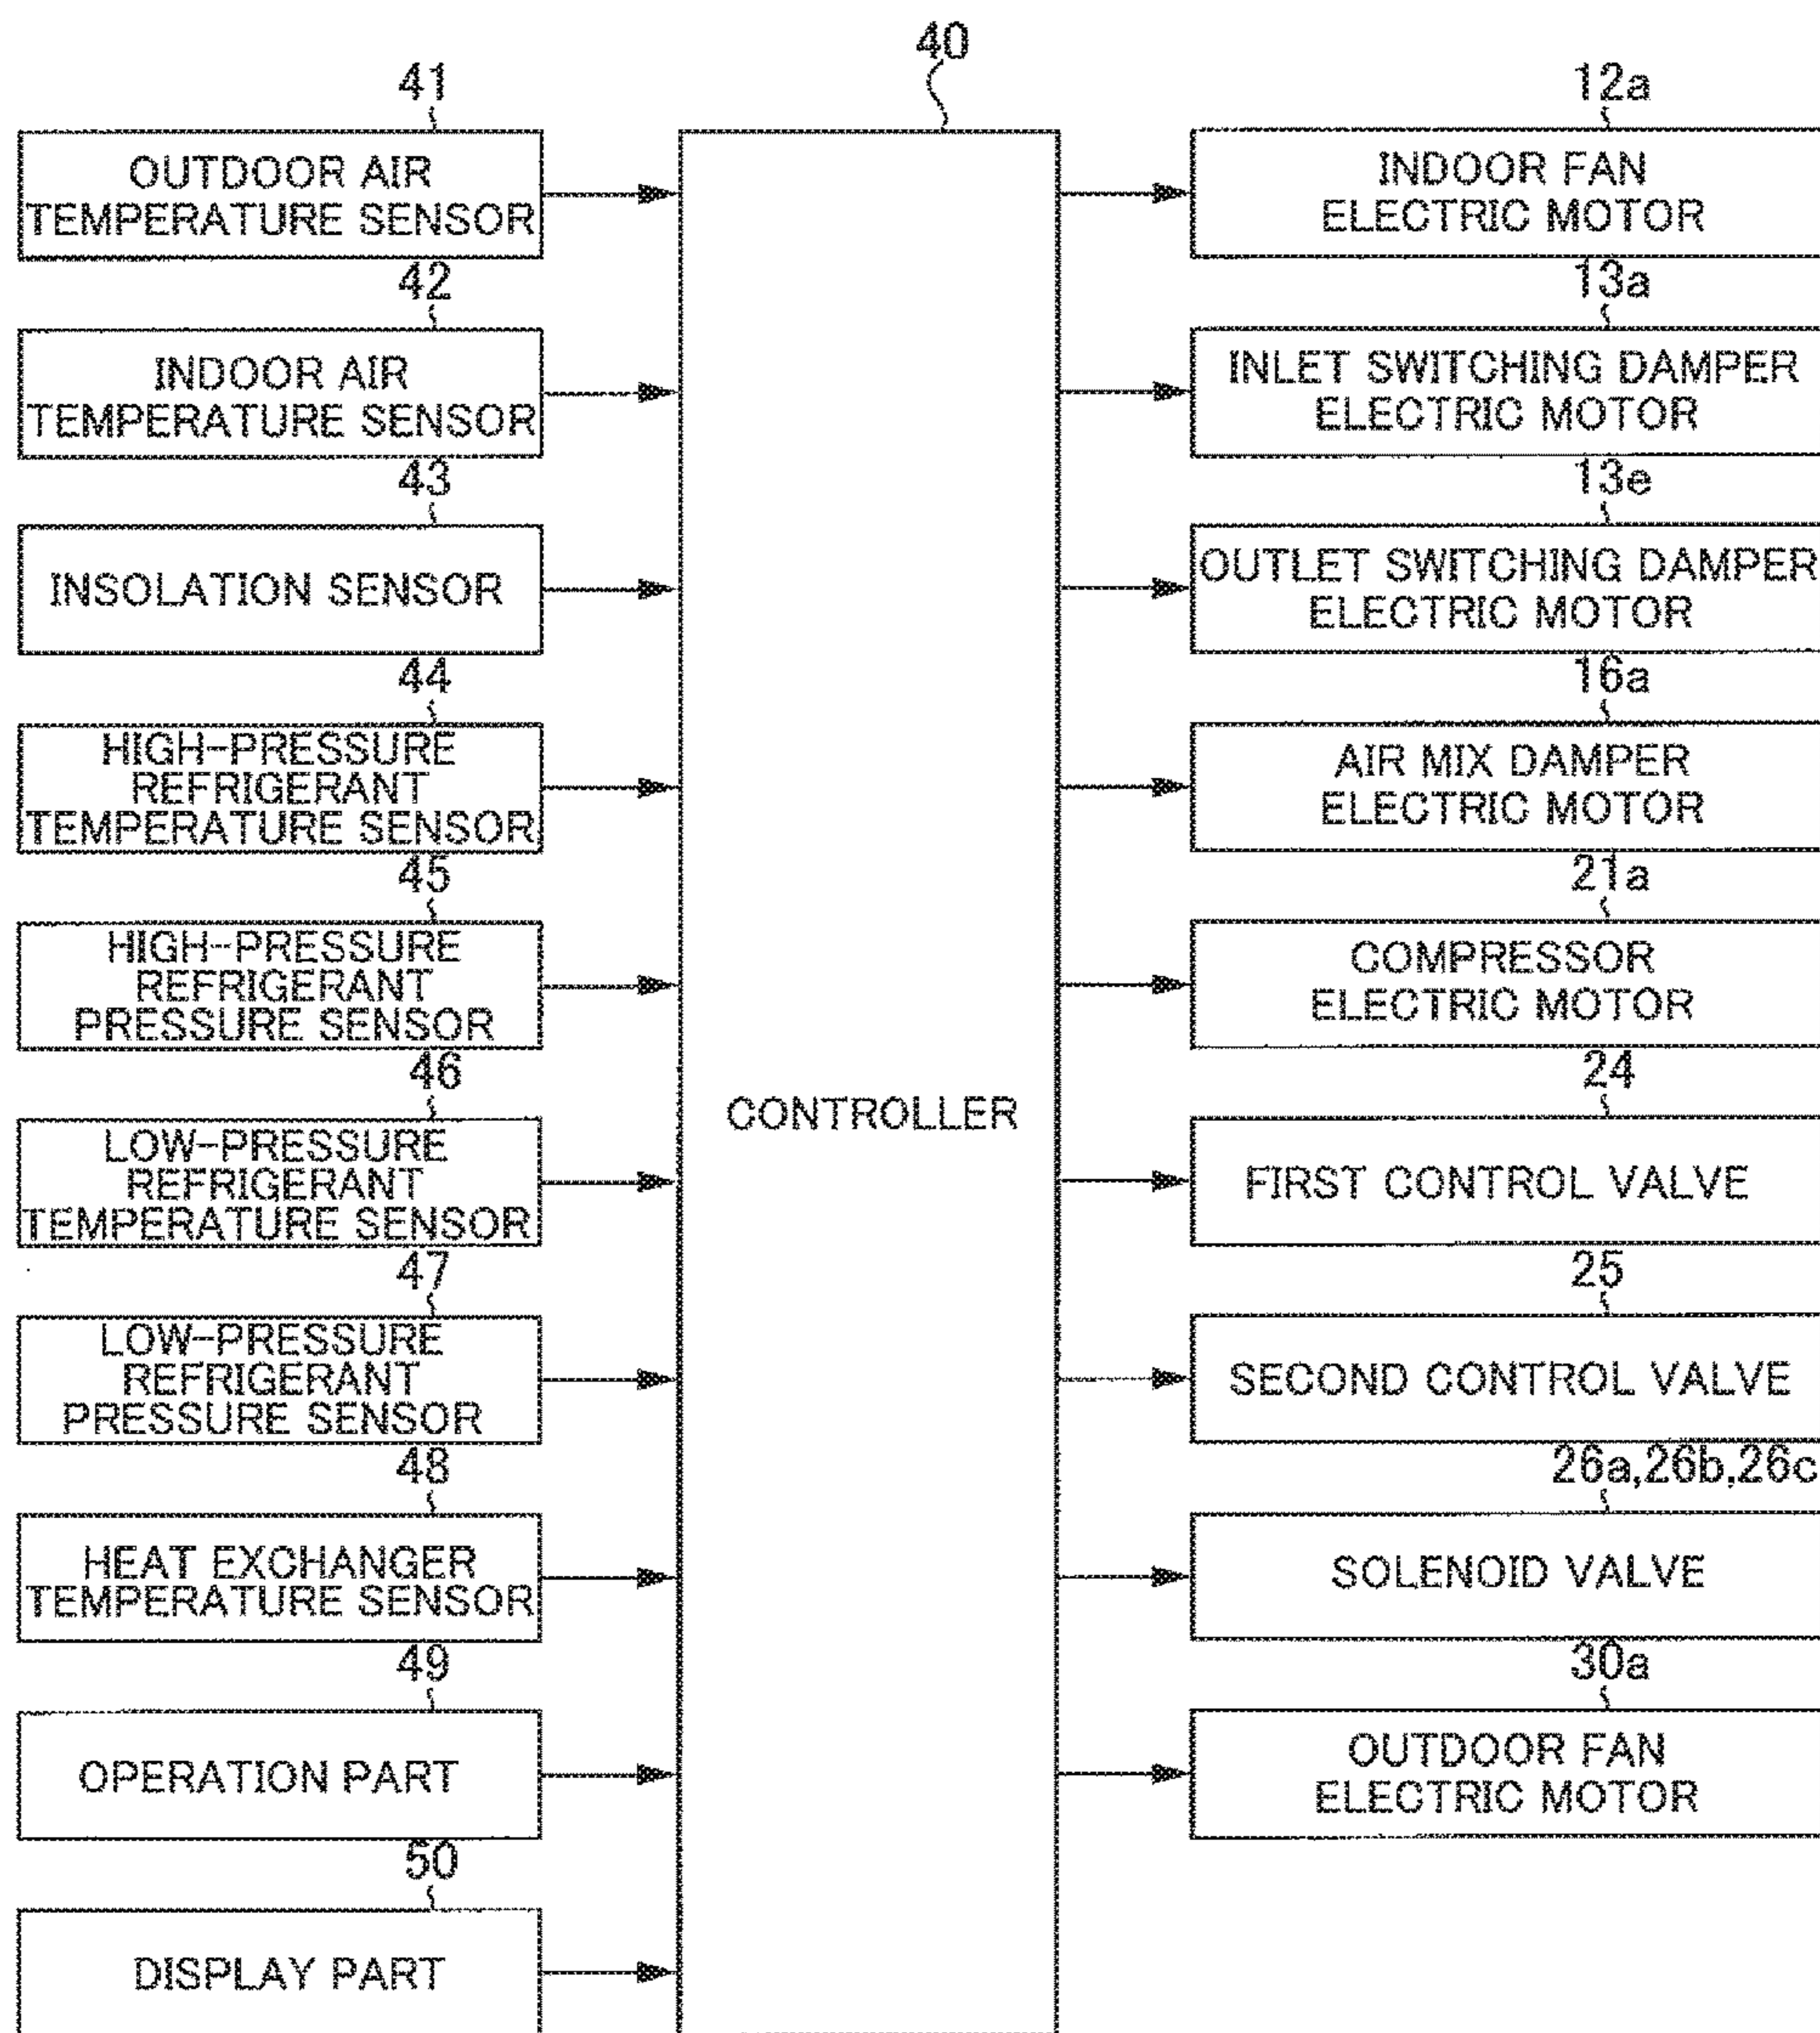 40
41
OUTDOOR AIR
TEMPERATURE SENSOR
42
INDOOR AIR
TEMPERATURE SENSOR
43
INSOLATION SENSOR
44
HIGH-PRESSURE
REFRIGERANT
TEMPERATURE SENSOR
45
HIGH-PRESSURE
REFRIGERANT
PRESSURE SENSOR
46
LOW-PRESSURE
REFRIGERANT
TEMPERATURE SENSOR
47
LOW-PRESSURE
REFRIGERANT
PRESSURE SENSOR
48
HEAT EXCHANGER
TEMPERATURE SENSOR
49
OPERATION PART
50
DISPLAY PART
CONTROLLER
12a
INDOOR FAN
ELECTRIC MOTOR
13a
INLET SWITCHING DAMPER
ELECTRIC MOTOR
13e
OUTLET SWITCHING DAMPER
ELECTRIC MOTOR
16a
AIR MIX DAMPER
ELECTRIC MOTOR
21a
COMPRESSOR
ELECTRIC MOTOR
24
FIRST CONTROL VALVE
25
SECOND CONTROL VALVE
26a,26b,26c
SOLENOID VALVE
30a
OUTDOOR FAN
ELECTRIC MOTOR